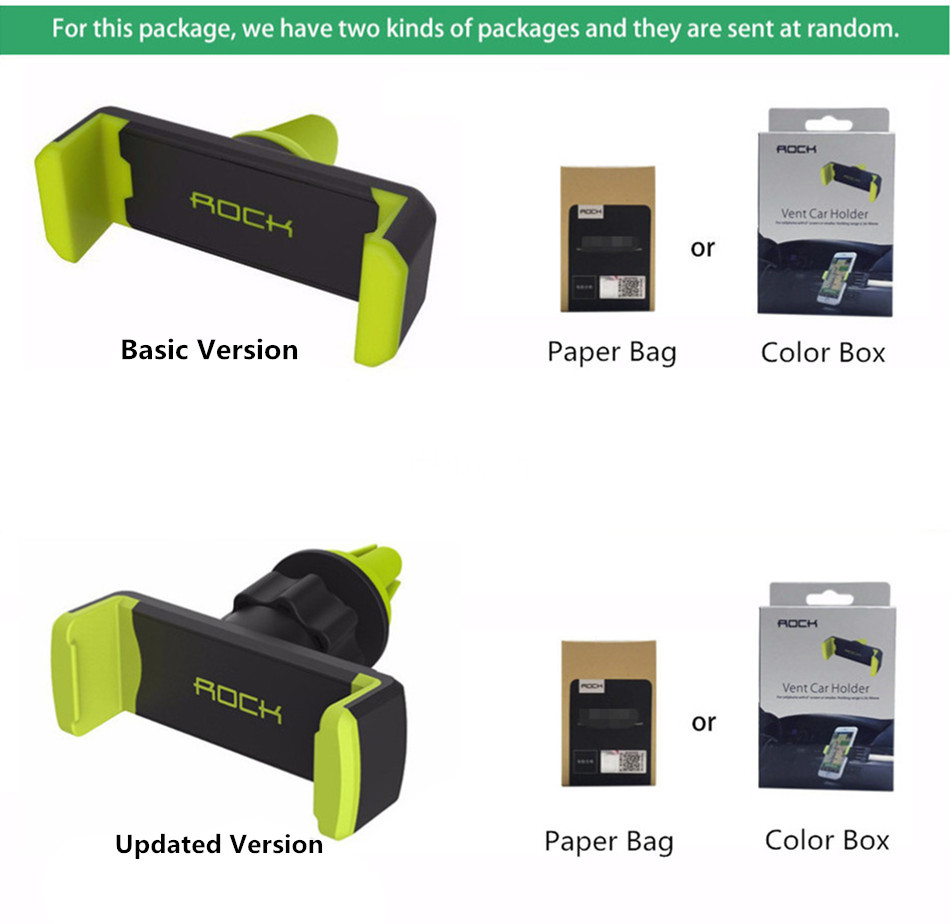 For this package, we have two kinds of packages and they are sent at random.
ROCK
Basic Version
ROCK
or
Paper Bag
ROCK
Vent Car Holder
Color Box
ROCK
Updated Version
ROCK
or
Paper Bag
ROCK
Vent Car Holder
Color Box